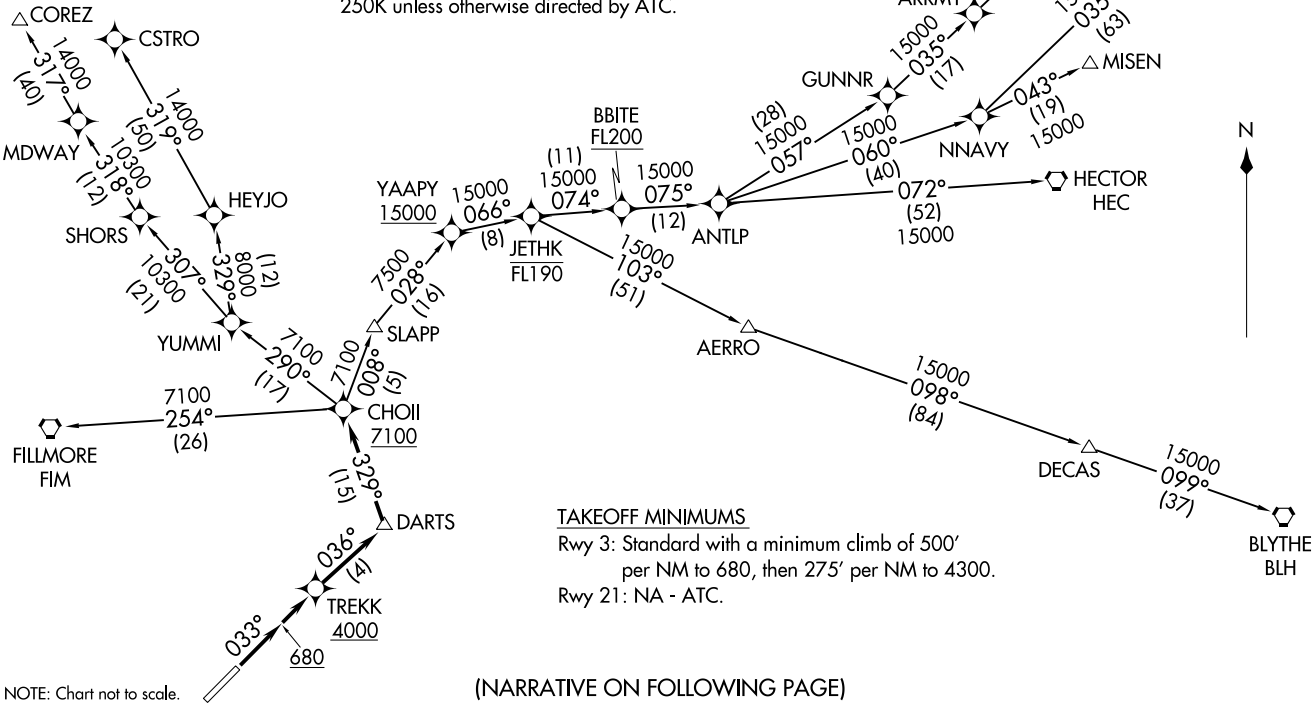 250K unless otherwise directed by ATC.
COREZ
CSTRO
14000
317°
(40)
14000
319°
(50)
MDWAY
10300
318°
(12)
SHORS
HEYJO
307°
10300
(21)
(12)
8000
329°
YUMMI
7100
290°
(17)
7100
254°
(26)
FILLMORE
FIM
CHOII
7100
7100
008°
(5)
SLAPP
7500
028°
(16)
YAAPY
15000
15000
066°
(8)
JETHK
FL190
(11)
15000
074°
BBITE
FL200
15000
075°
(12)
ANTLP
(28)
15000
057°
GUNNR
15000
035°
(17)
15000
060°
(40)
NNAVY
(63)
043°
(19)
15000
MISEN
072°
(52)
15000
HECTOR
HEC
N
15000
103°
(51)
AERRO
15000
098°
(84)
DECAS
15000
099°
(37)
BLYTHE
BLH
329°
(15)
DARTS
036°
(4)
TREKK
4000
033°
680
TAKEOFF MINIMUMS
Rwy 3: Standard with a minimum climb of 500'
per NM to 680, then 275' per NM to 4300.
Rwy 21: NA - ATC.
NOTE: Chart not to scale.
(NARRATIVE ON FOLLOWING PAGE)